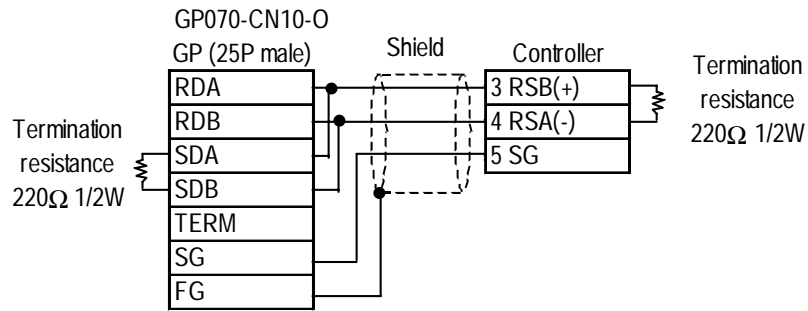 GP070-CN10-O
GP (25P male)
Shield
Controller
RDA
RDB
SDA
SDB
TERM
SG
FG
3 RSB(+)
4 RSA(-)
5 SG
Termination
resistance
220Ω 1/2W
Termination
resistance
220Ω 1/2W